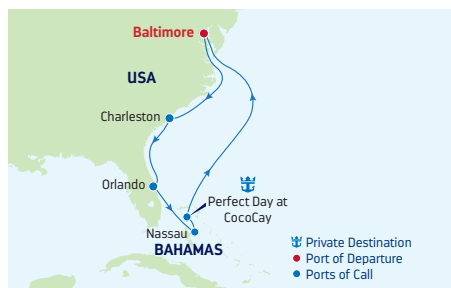 Baltimore
USA
Charleston
Orlando
Perfect Day at
CocoCay
Nassau
BAHAMAS
Private Destination
Port of Departure
Ports of Call